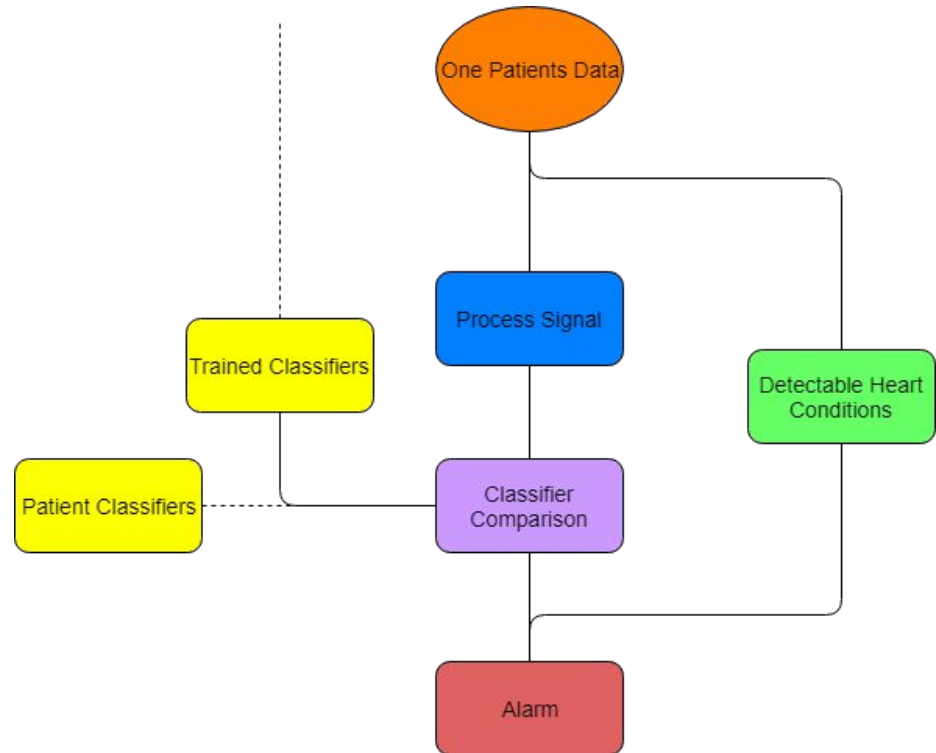 One Patients Data
Process Signal
Trained Classifiers
Detectable Heart
Conditions
Patient Classifiers
Classifier
Comparison
Alarm